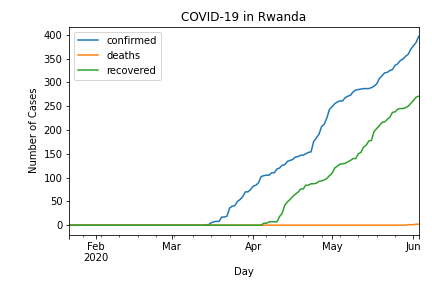 COVID-19 in Rwanda
confirmed
deaths
recovered
Number of Cases
400
350
300
250
200
150
100
50
0
Feb
2020
Mar
Apr
May
Jun
Day